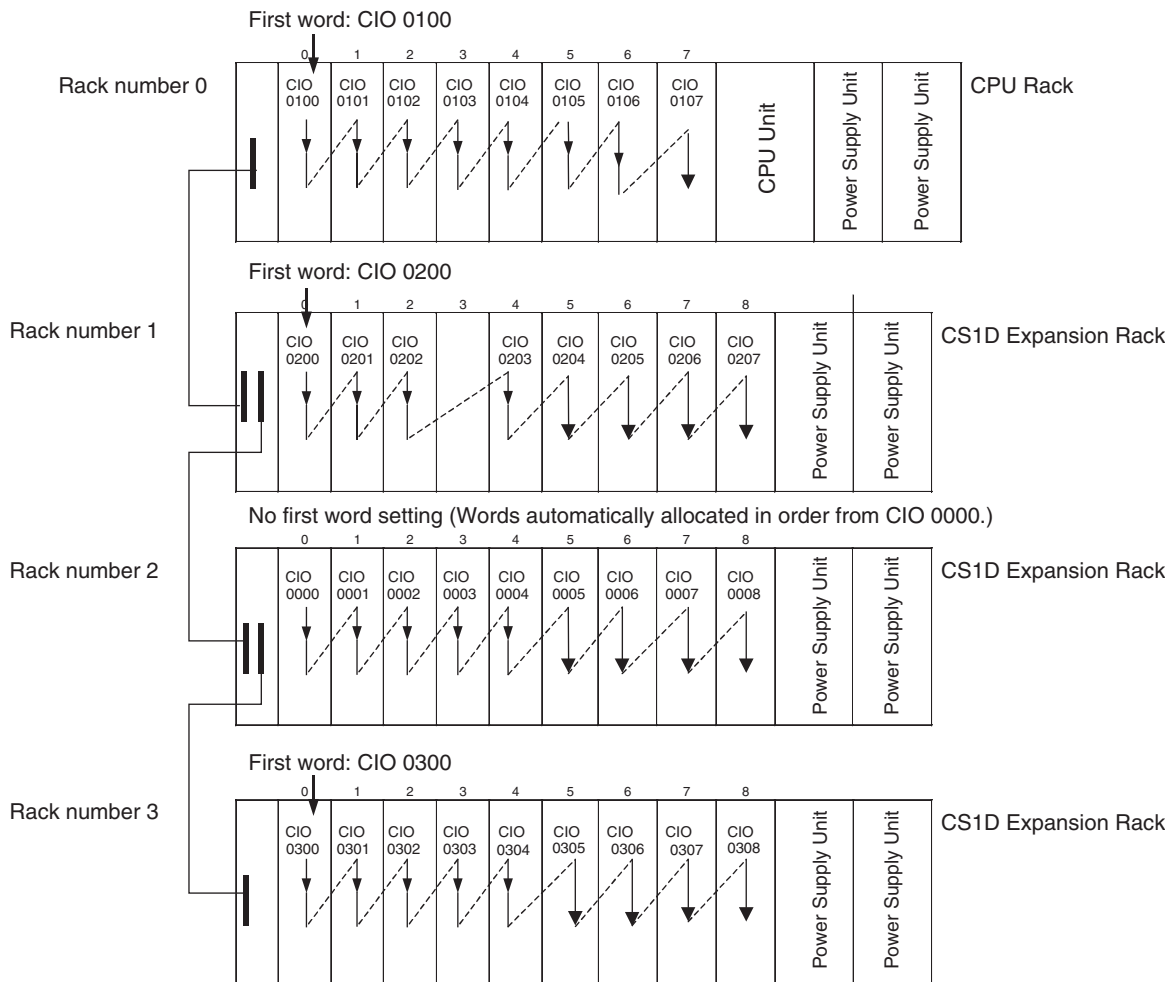 First word: CIO 0100
0 1 2 3 4 5 6 7
Rack number 0
CIO 0100 CIO 0101 CIO 0102 CIO 0103 CIO 0104 CIO 0105 CIO 0106 CIO 0107
CPU Unit
Power Supply Unit
Power Supply Unit
CPU Rack
First word: CIO 0200
0 1 2 3 4 5 6 7 8
Rack number 1
CIO 0200 CIO 0201 CIO 0202 CIO 0203 CIO 0204 CIO 0205 CIO 0206 CIO 0207
Power Supply Unit
Power Supply Unit
CS1D Expansion Rack
No first word setting (Words automatically allocated in order from CIO 0000.)
0 1 2 3 4 5 6 7 8
Rack number 2
CIO 0000 CIO 0001 CIO 0002 CIO 0003 CIO 0004 CIO 0005 CIO 0006 CIO 0007 CIO 0008
Power Supply Unit
Power Supply Unit
CS1D Expansion Rack
First word: CIO 0300
0 1 2 3 4 5 6 7 8
Rack number 3
CIO 0300 CIO 0301 CIO 0302 CIO 0303 CIO 0304 CIO 0305 CIO 0306 CIO 0307 CIO 0308
Power Supply Unit
Power Supply Unit
CS1D Expansion Rack